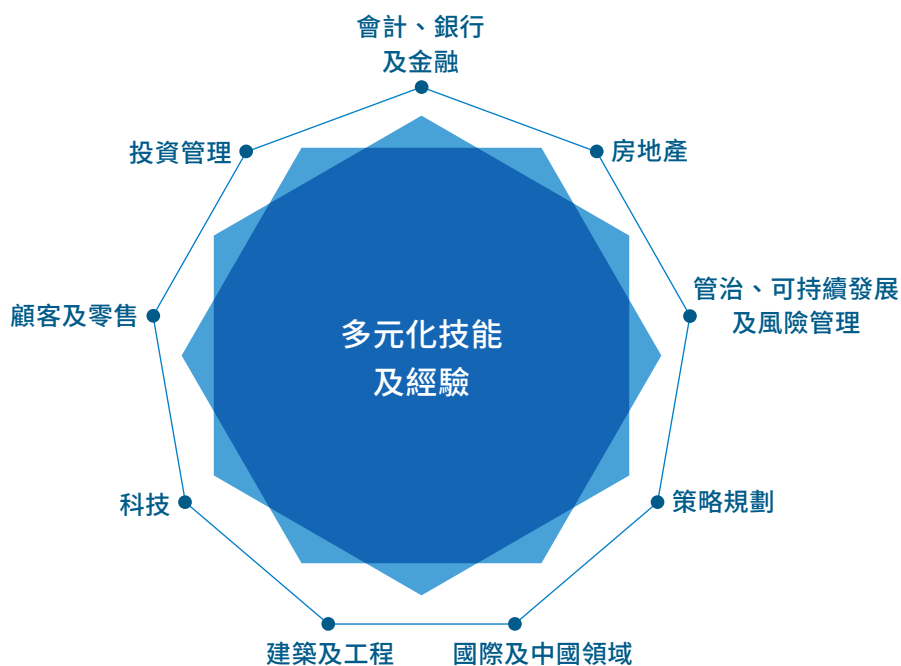 會計、銀行
及金融
投資管理
房地產
顧客及零售
管治、可持續發展
及風險管理
多元化技能
及經驗
科技
策略規劃
建築及工程
國際及中國領域